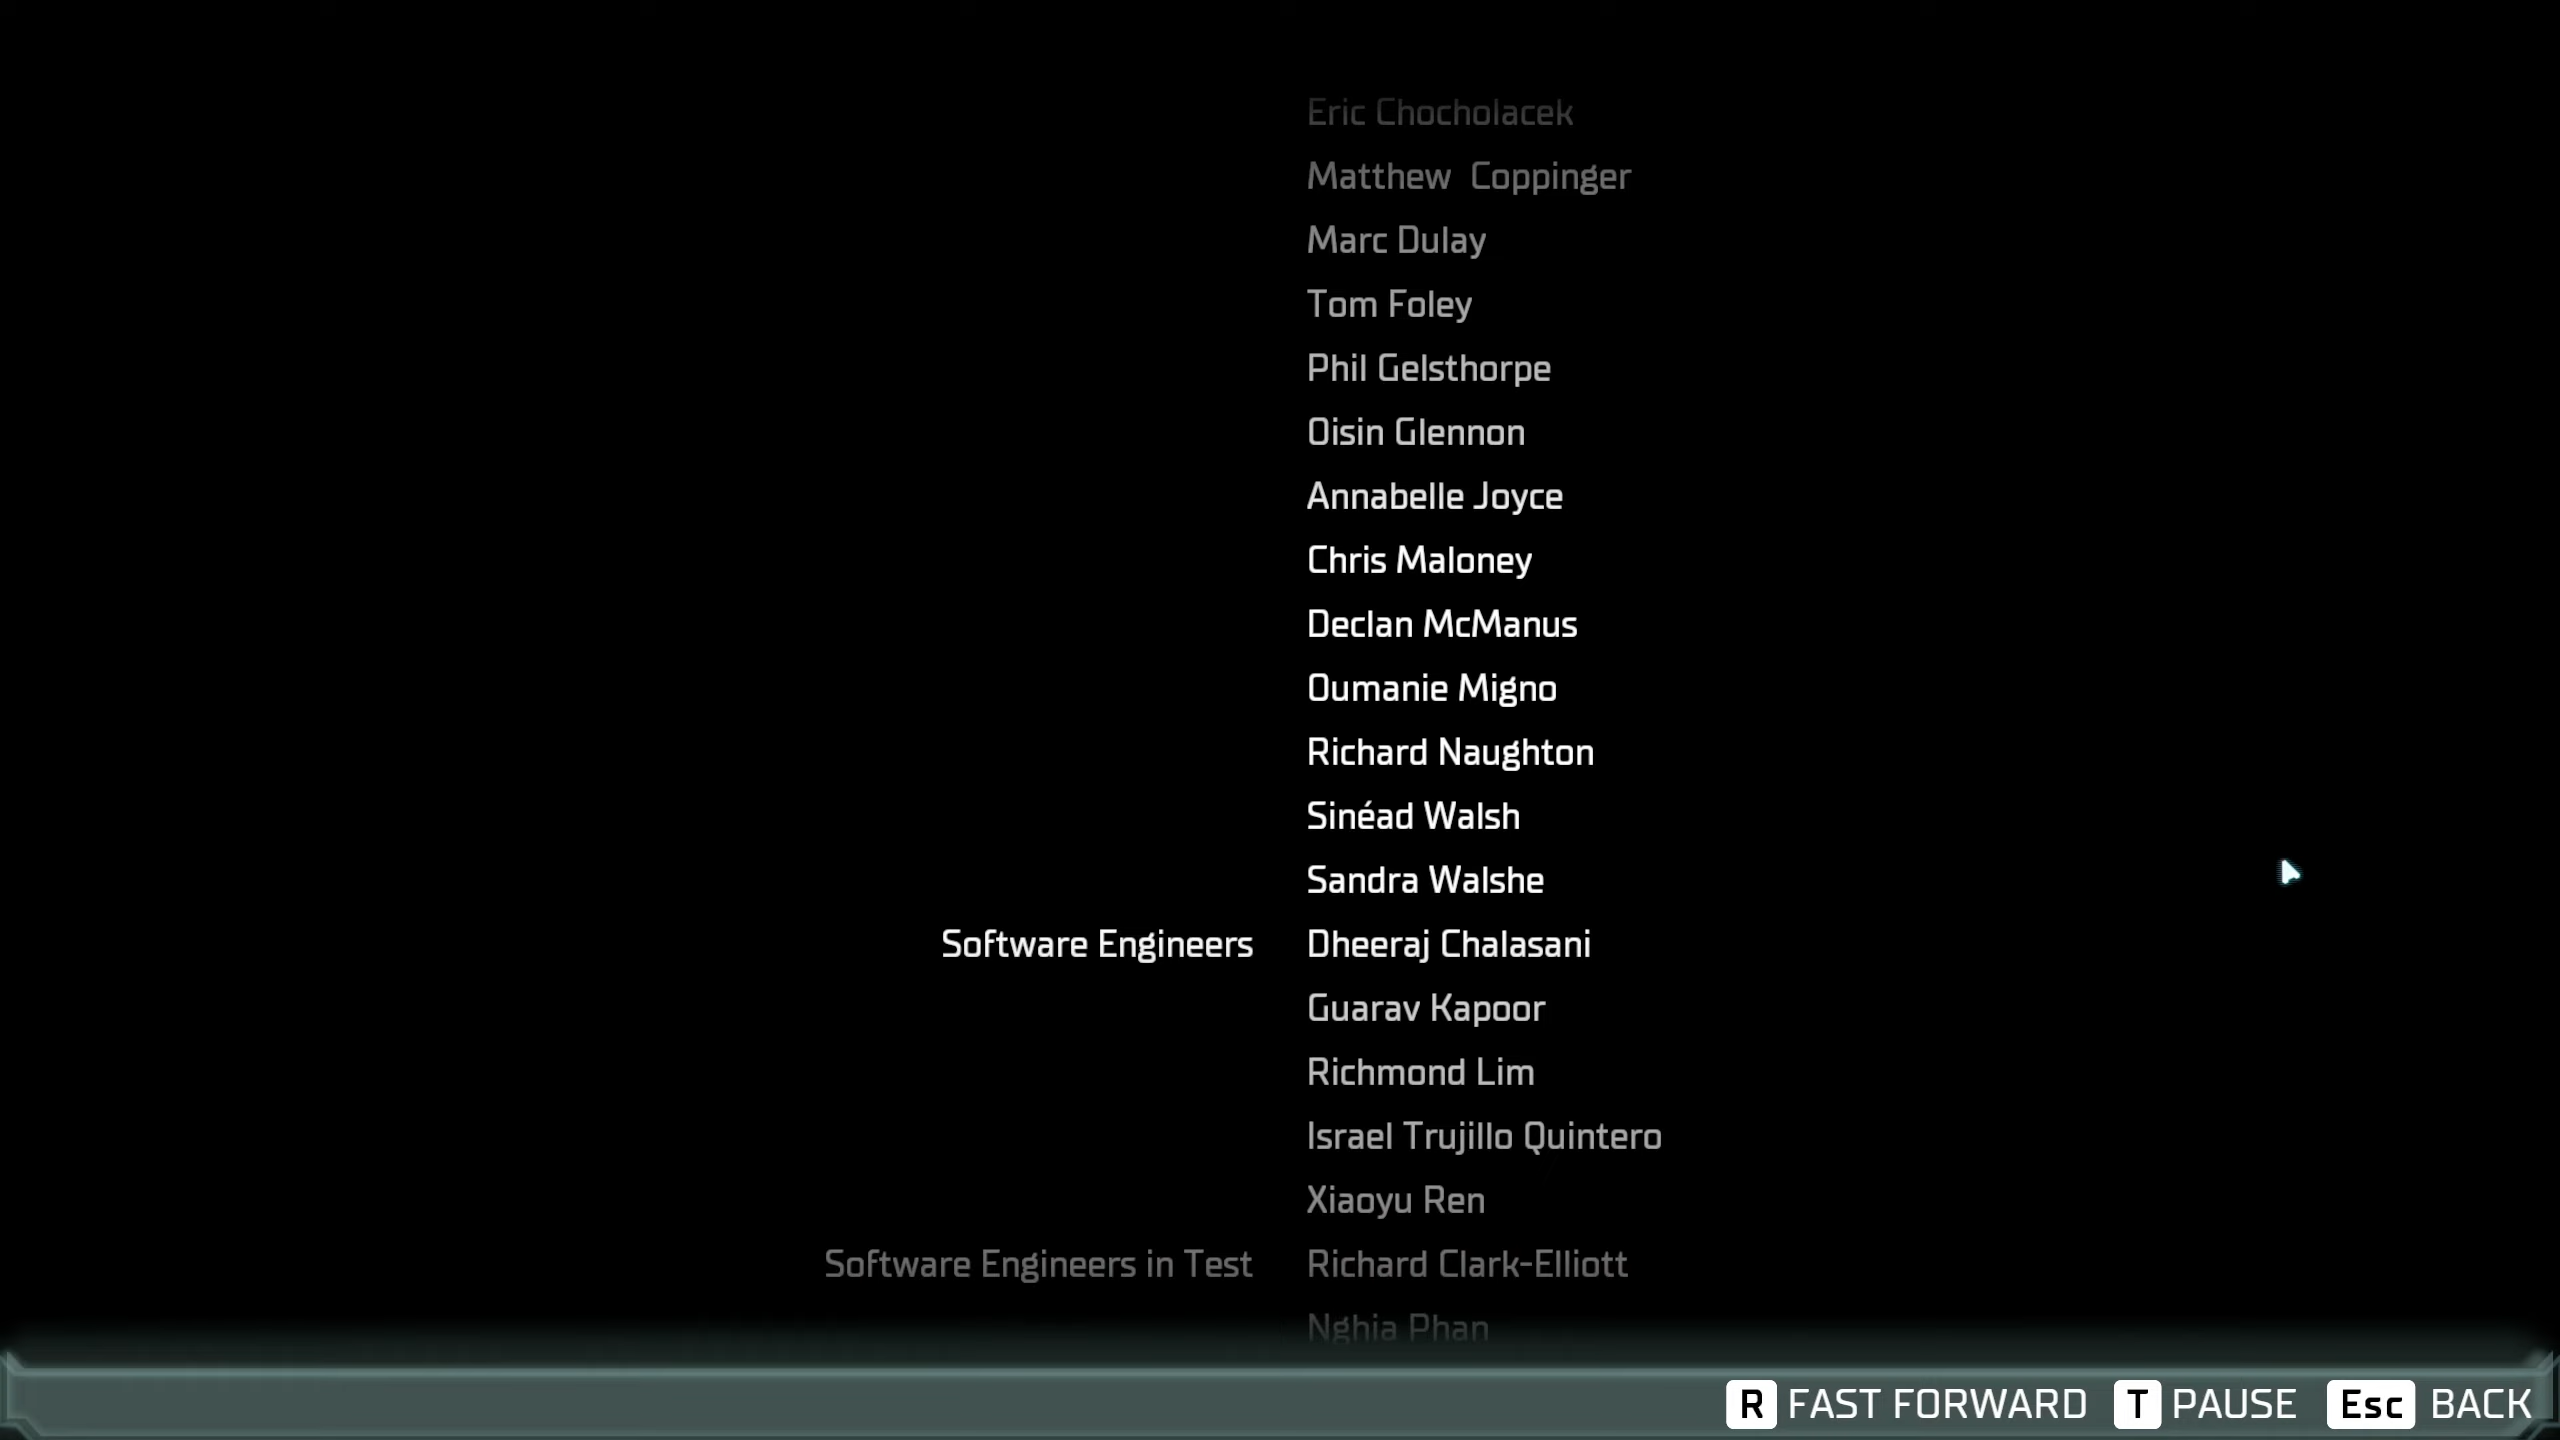 Eric Chocholacek
Matthew  Coppinger
Marc Dulay
Tom Foley
Phil Gelsthorpe
Oisin Glennon
Annabelle Joyce
Chris Maloney
Declan McManus
Oumanie Migno
Richard Naughton
Sinéad Walsh
Sandra Walshe
Software Engineers Dheeraj Chalasani
Guarav Kapoor
Richmond Lim
Israel Trujillo Quintero
Xiaoyu Ren
Software Engineers in Test Richard Clark-Elliott
Nghia Phan
R FAST FORWARD T PAUSE Esc BACK